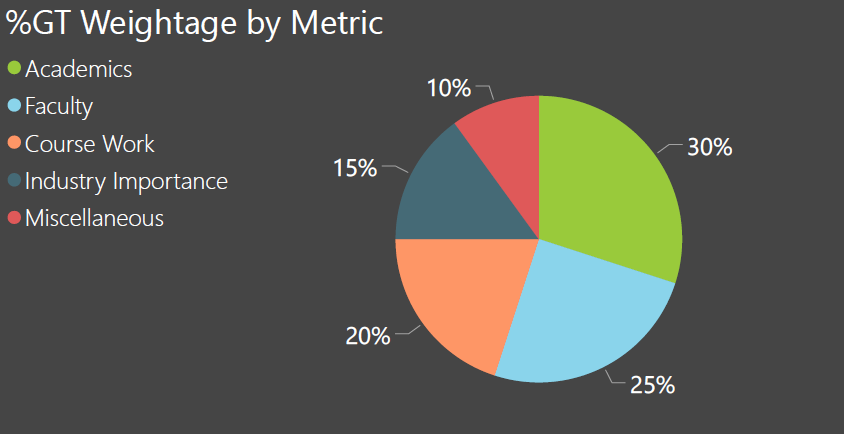 %GT Weightage by Metric
Academics
Faculty
Course Work
Industry Importance
Miscellaneous
10%
30%
15%
20%
25%